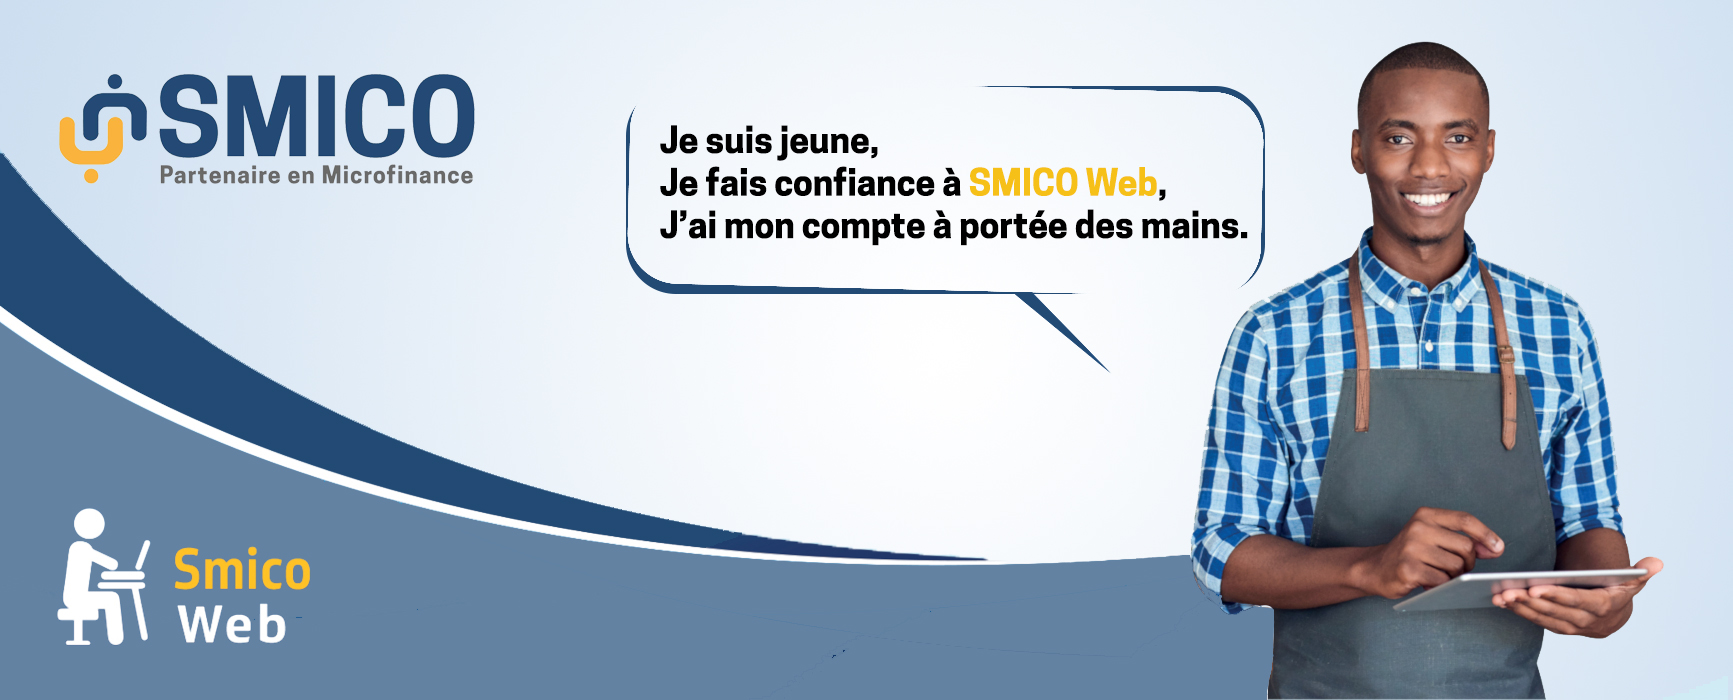 SMICO
Partenaire en Microfinance
Je suis jeune,
Je fais confiance à SMICO Web,
J’ai mon compte à portée des mains.
Smico
Web